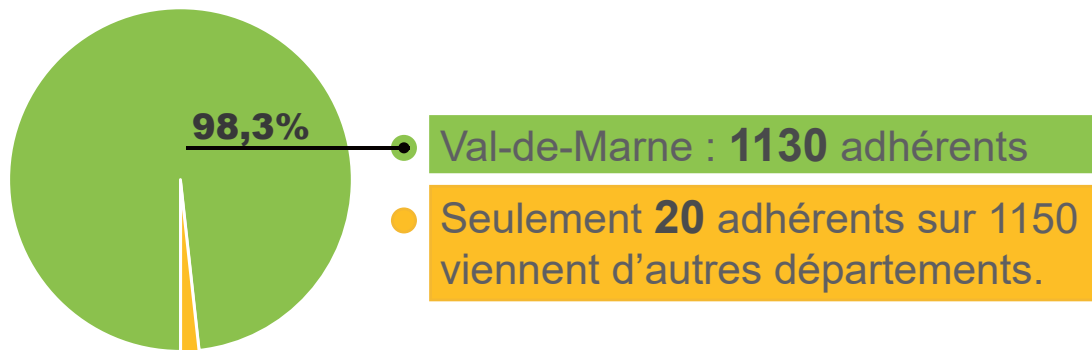 98,3%
Val-de-Marne : 1130 adhérents
Seulement 20 adhérents sur 1150
viennent d’autres départements.